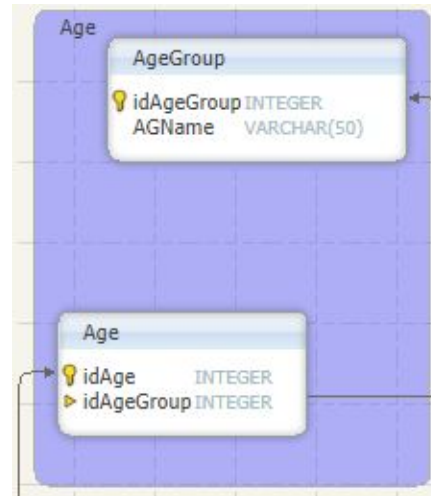 Age
AgeGroup
idAgeGroup INTEGER
AGName VARCHAR(50)
Age
idAge INTEGER
idAgeGroup INTEGER